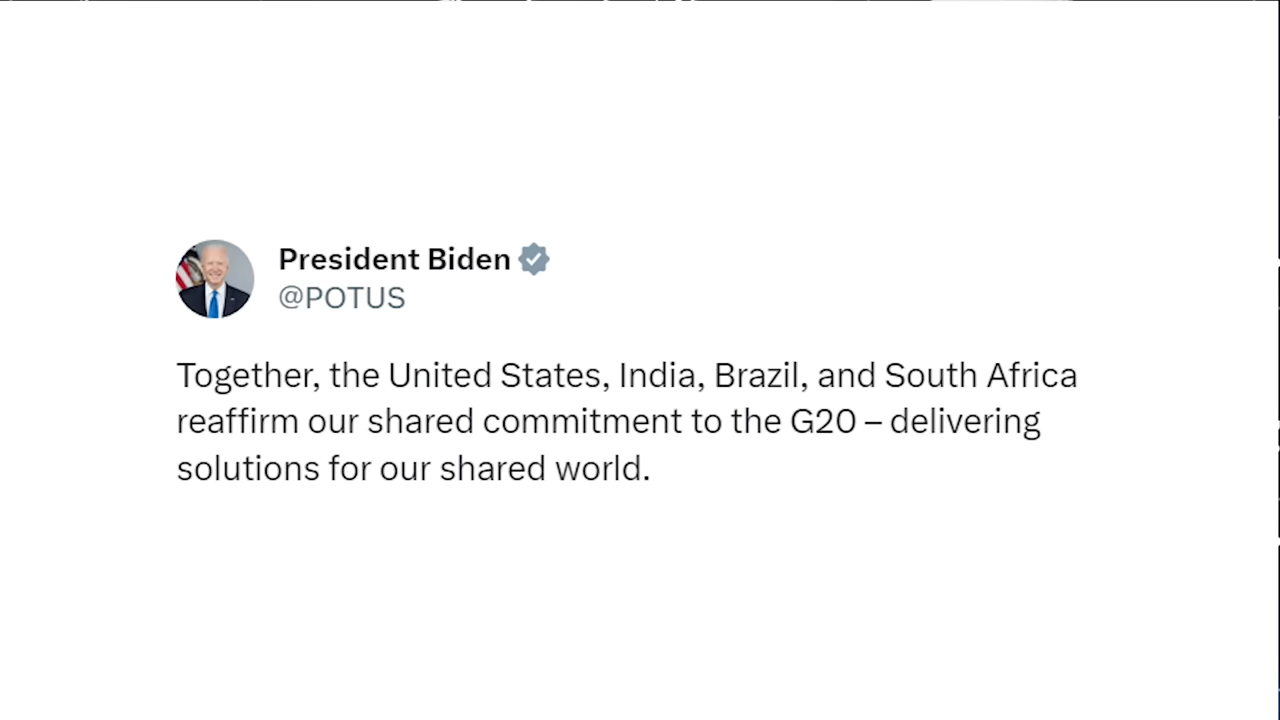 President Biden
@POTUS
Together, the United States, India, Brazil, and South Africa
reaffirm our shared commitment to the G20 – delivering
solutions for our shared world.